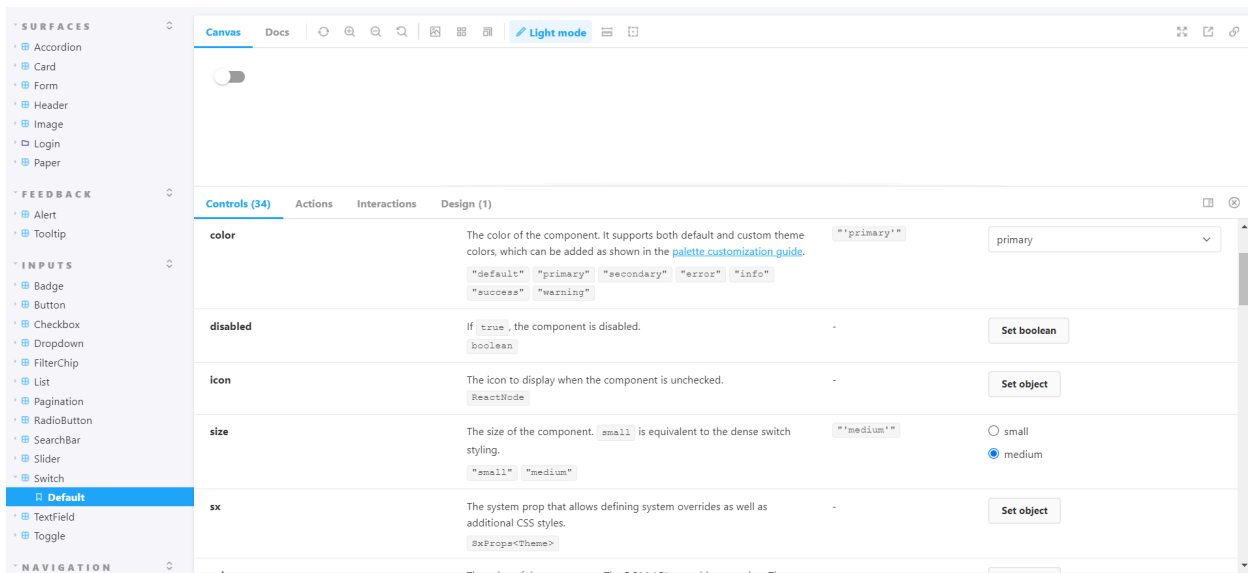 SURFACES
Accordion
Card
Form
Header
Image
Login
Paper
FEEDBACK
Alert
Tooltip
INPUTS
Badge
Button
Checkbox
Dropdown
FilterChip
List
Pagination
RadioButton
SearchBar
Slider
Switch
Default
TextField
Toggle
NAVIGATION
Canvas Docs Light mode
Controls (34) Actions Interactions Design (1)
color The color of the component. It supports both default and custom theme "'primary'" primary
colors, which can be added as shown in the palette customization guide.
"default" "primary" "secondary" "error" "info"
"success" "warning"
disabled If true , the component is disabled. - Set boolean
boolean
icon The icon to display when the component is unchecked. - Set object
ReactNode
size The size of the component. small is equivalent to the dense switch "'medium'" small
styling. medium
"small" "medium"
sx The system prop that allows defining system overrides as well as - Set object
additional CSS styles.
SxProps<Theme>